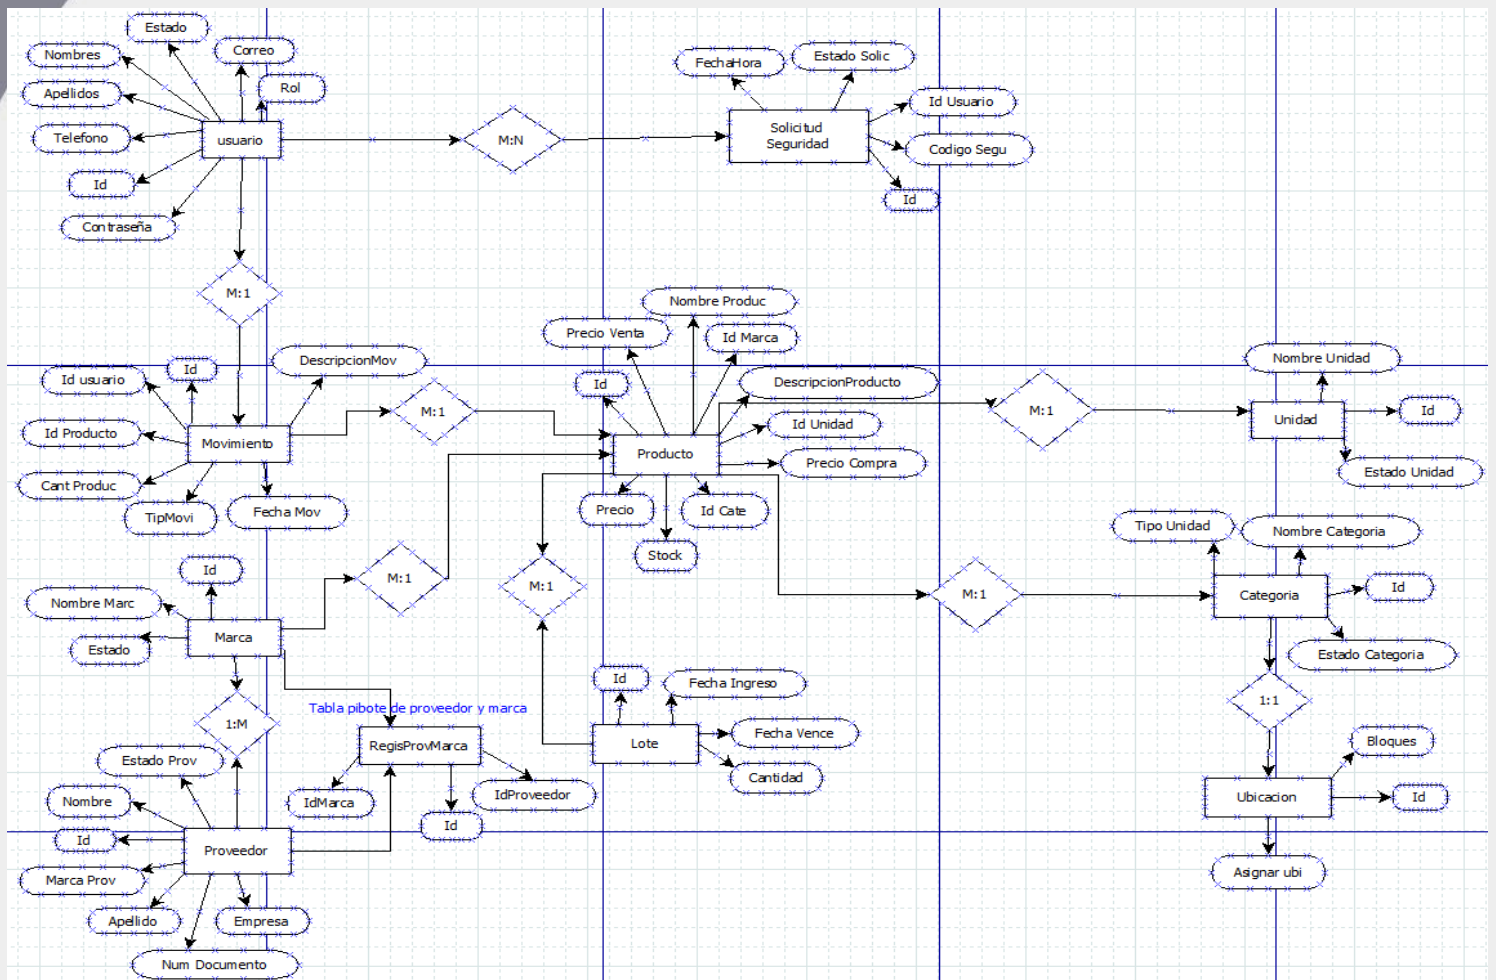 Estado
Nombres
Correo
Apellidos
Rol
Telefono
usuario
Id
Contraseña
M:N
FechaHora
Estado Solic
Id Usuario
Solicitud
Seguridad
Codigo Segu
Id
M:1
Id usuario
Id
DescripcionMov
Id Producto
Movimiento
Cant Produc
TipMovi
Fecha Mov
M:1
Nombre Produc
Precio Venta
Id Marca
Id
DescripcionProducto
Id Unidad
Producto
Precio Compra
Precio
Id Cate
Stock
M:1
Nombre Unidad
Id
Unidad
Estado Unidad
Id
Nombre Marc
Marca
Estado
M:1
M:1
M:1
Tipo Unidad
Nombre Categoria
Categoria
Id
Estado Categoria
1:M
Tabla pibote de proveedor y marca
RegisProvMarca
IdMarca
IdProveedor
Id
Id
Fecha Ingreso
Lote
Fecha Vence
Cantidad
1:1
Bloques
Ubicacion
Id
Asignar ubi
Estado Prov
Nombre
Id
Proveedor
Marca Prov
Apellido
Empresa
Num Documento